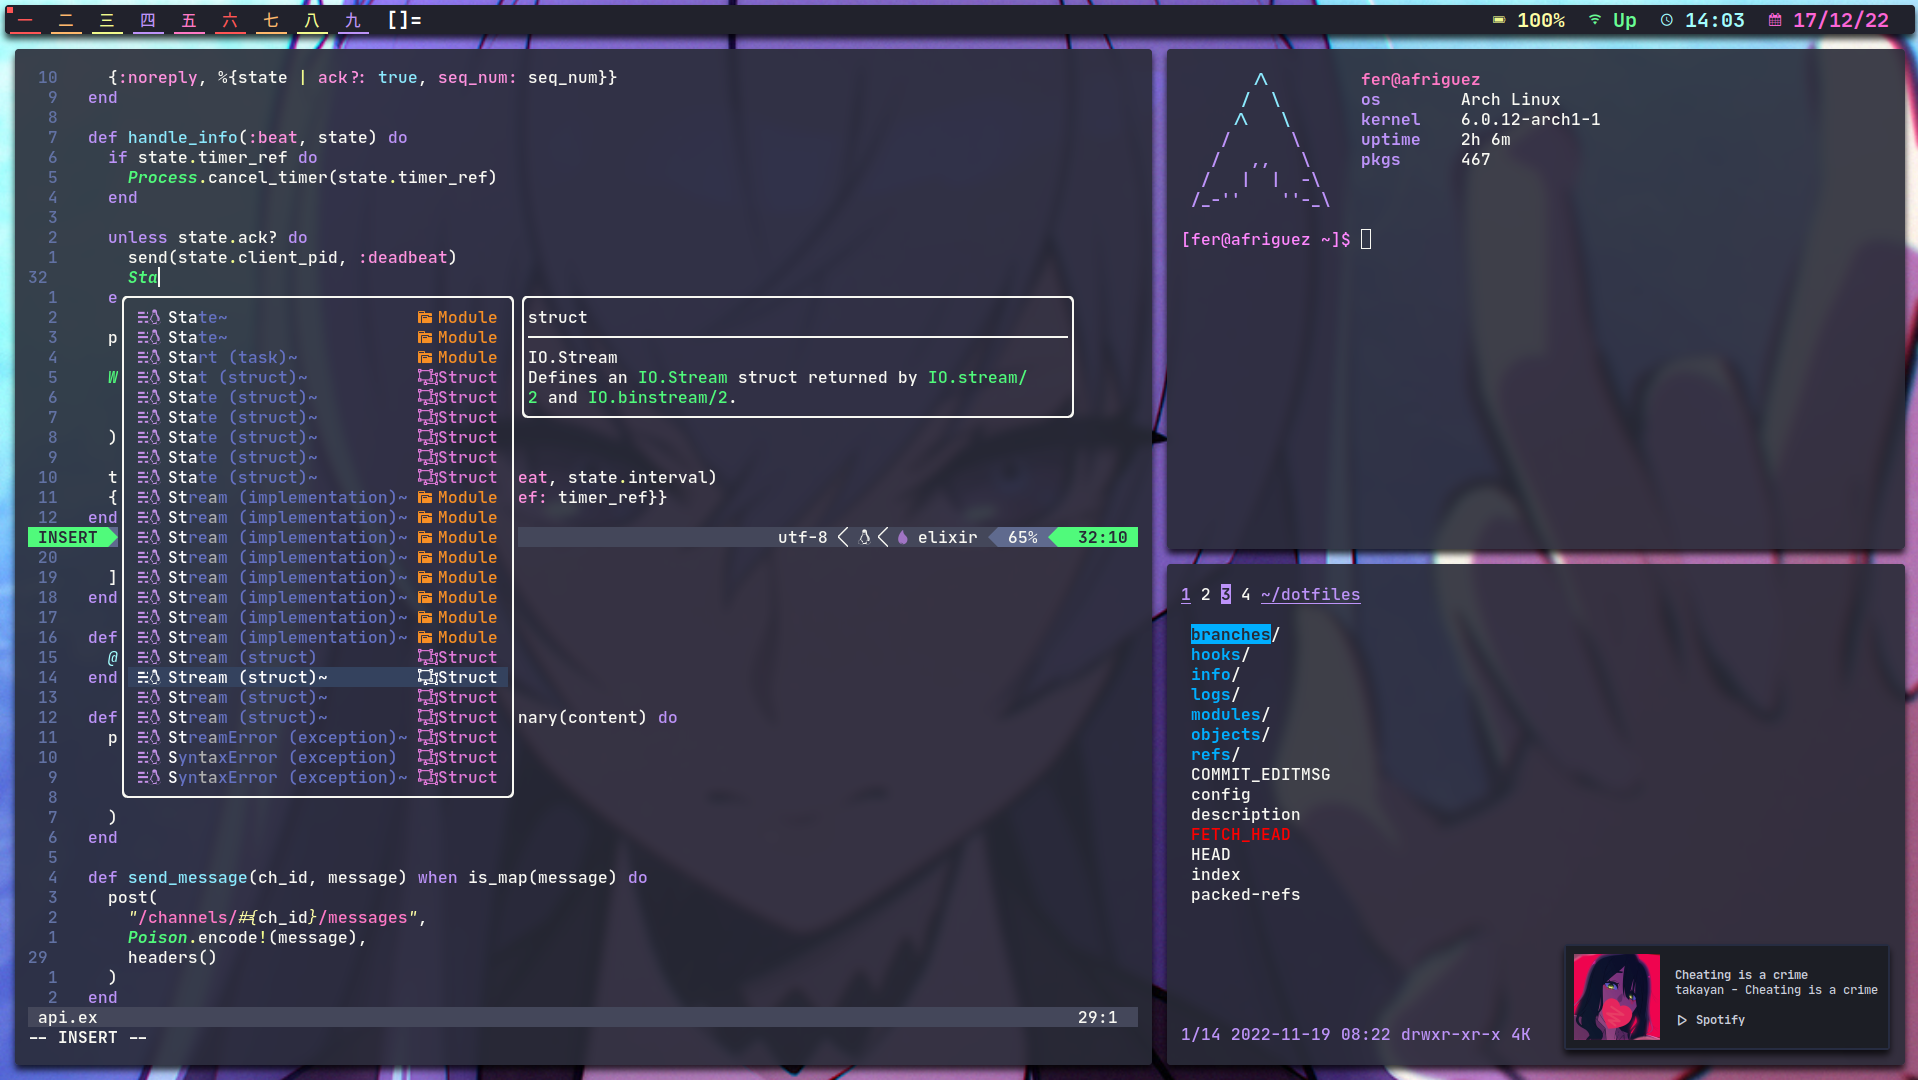 一 二 三 四 五 六 七 八 九 []=
100% Up 14:03 17/12/22
10 {:noreply, %{state | ack?: true, seq_num: seq_num}}
9 end
8
7 def handle_info(:beat, state) do
6 if state.timer_ref do
5 Process.cancel_timer(state.timer_ref)
4 end
3
2 unless state.ack? do
1 send(state.client_pid, :deadbeat)
32 Sta
1 e
2
3 p
4
5 W
6
7
8 )
9
10 t eat, state.interval)
11 { ef: timer_ref}}
12 end
State~ Module
State~ Module
Start (task)~ Module
Stat (struct)~ Struct
State (struct)~ Struct
State (struct)~ Struct
State (struct)~ Struct
State (struct)~ Struct
State (struct)~ Struct
Stream (implementation)~ Module
Stream (implementation)~ Module
Stream (implementation)~ Module
Stream (implementation)~ Module
Stream (implementation)~ Module
Stream (implementation)~ Module
Stream (implementation)~ Module
Stream (implementation)~ Module
Stream (struct) Struct
Stream (struct)~ Struct
Stream (struct)~ Struct
Stream (struct)~ Struct
StreamError (exception)~ Struct
SyntaxError (exception) Struct
SyntaxError (exception)~ Struct
struct
IO.Stream
Defines an IO.Stream struct returned by IO.stream/
2 and IO.binstream/2.
INSERT utf-8 elixir 65% 32:10
20
19 ]
18 end
17
16 def
15 @
14 end
13
12 def nary(content) do
11 p
10
9
8
7 )
6 end
5
4 def send_message(ch_id, message) when is_map(message) do
3 post(
2 "/channels/#{ch_id}/messages",
1 Poison.encode!(message),
29 headers()
1 )
2 end
api.ex 29:1
-- INSERT --
fer@afriguez
os Arch Linux
kernel 6.0.12-arch1-1
uptime 2h 6m
pkgs 467
[fer@afriguez ~]$
1 2 3 4 ~/dotfiles
branches/
hooks/
info/
logs/
modules/
objects/
refs/
COMMIT_EDITMSG
config
description
FETCH_HEAD
HEAD
index
packed-refs
1/14 2022-11-19 08:22 drwxr-xr-x 4K
Cheating is a crime
takayan - Cheating is a crime
Spotify